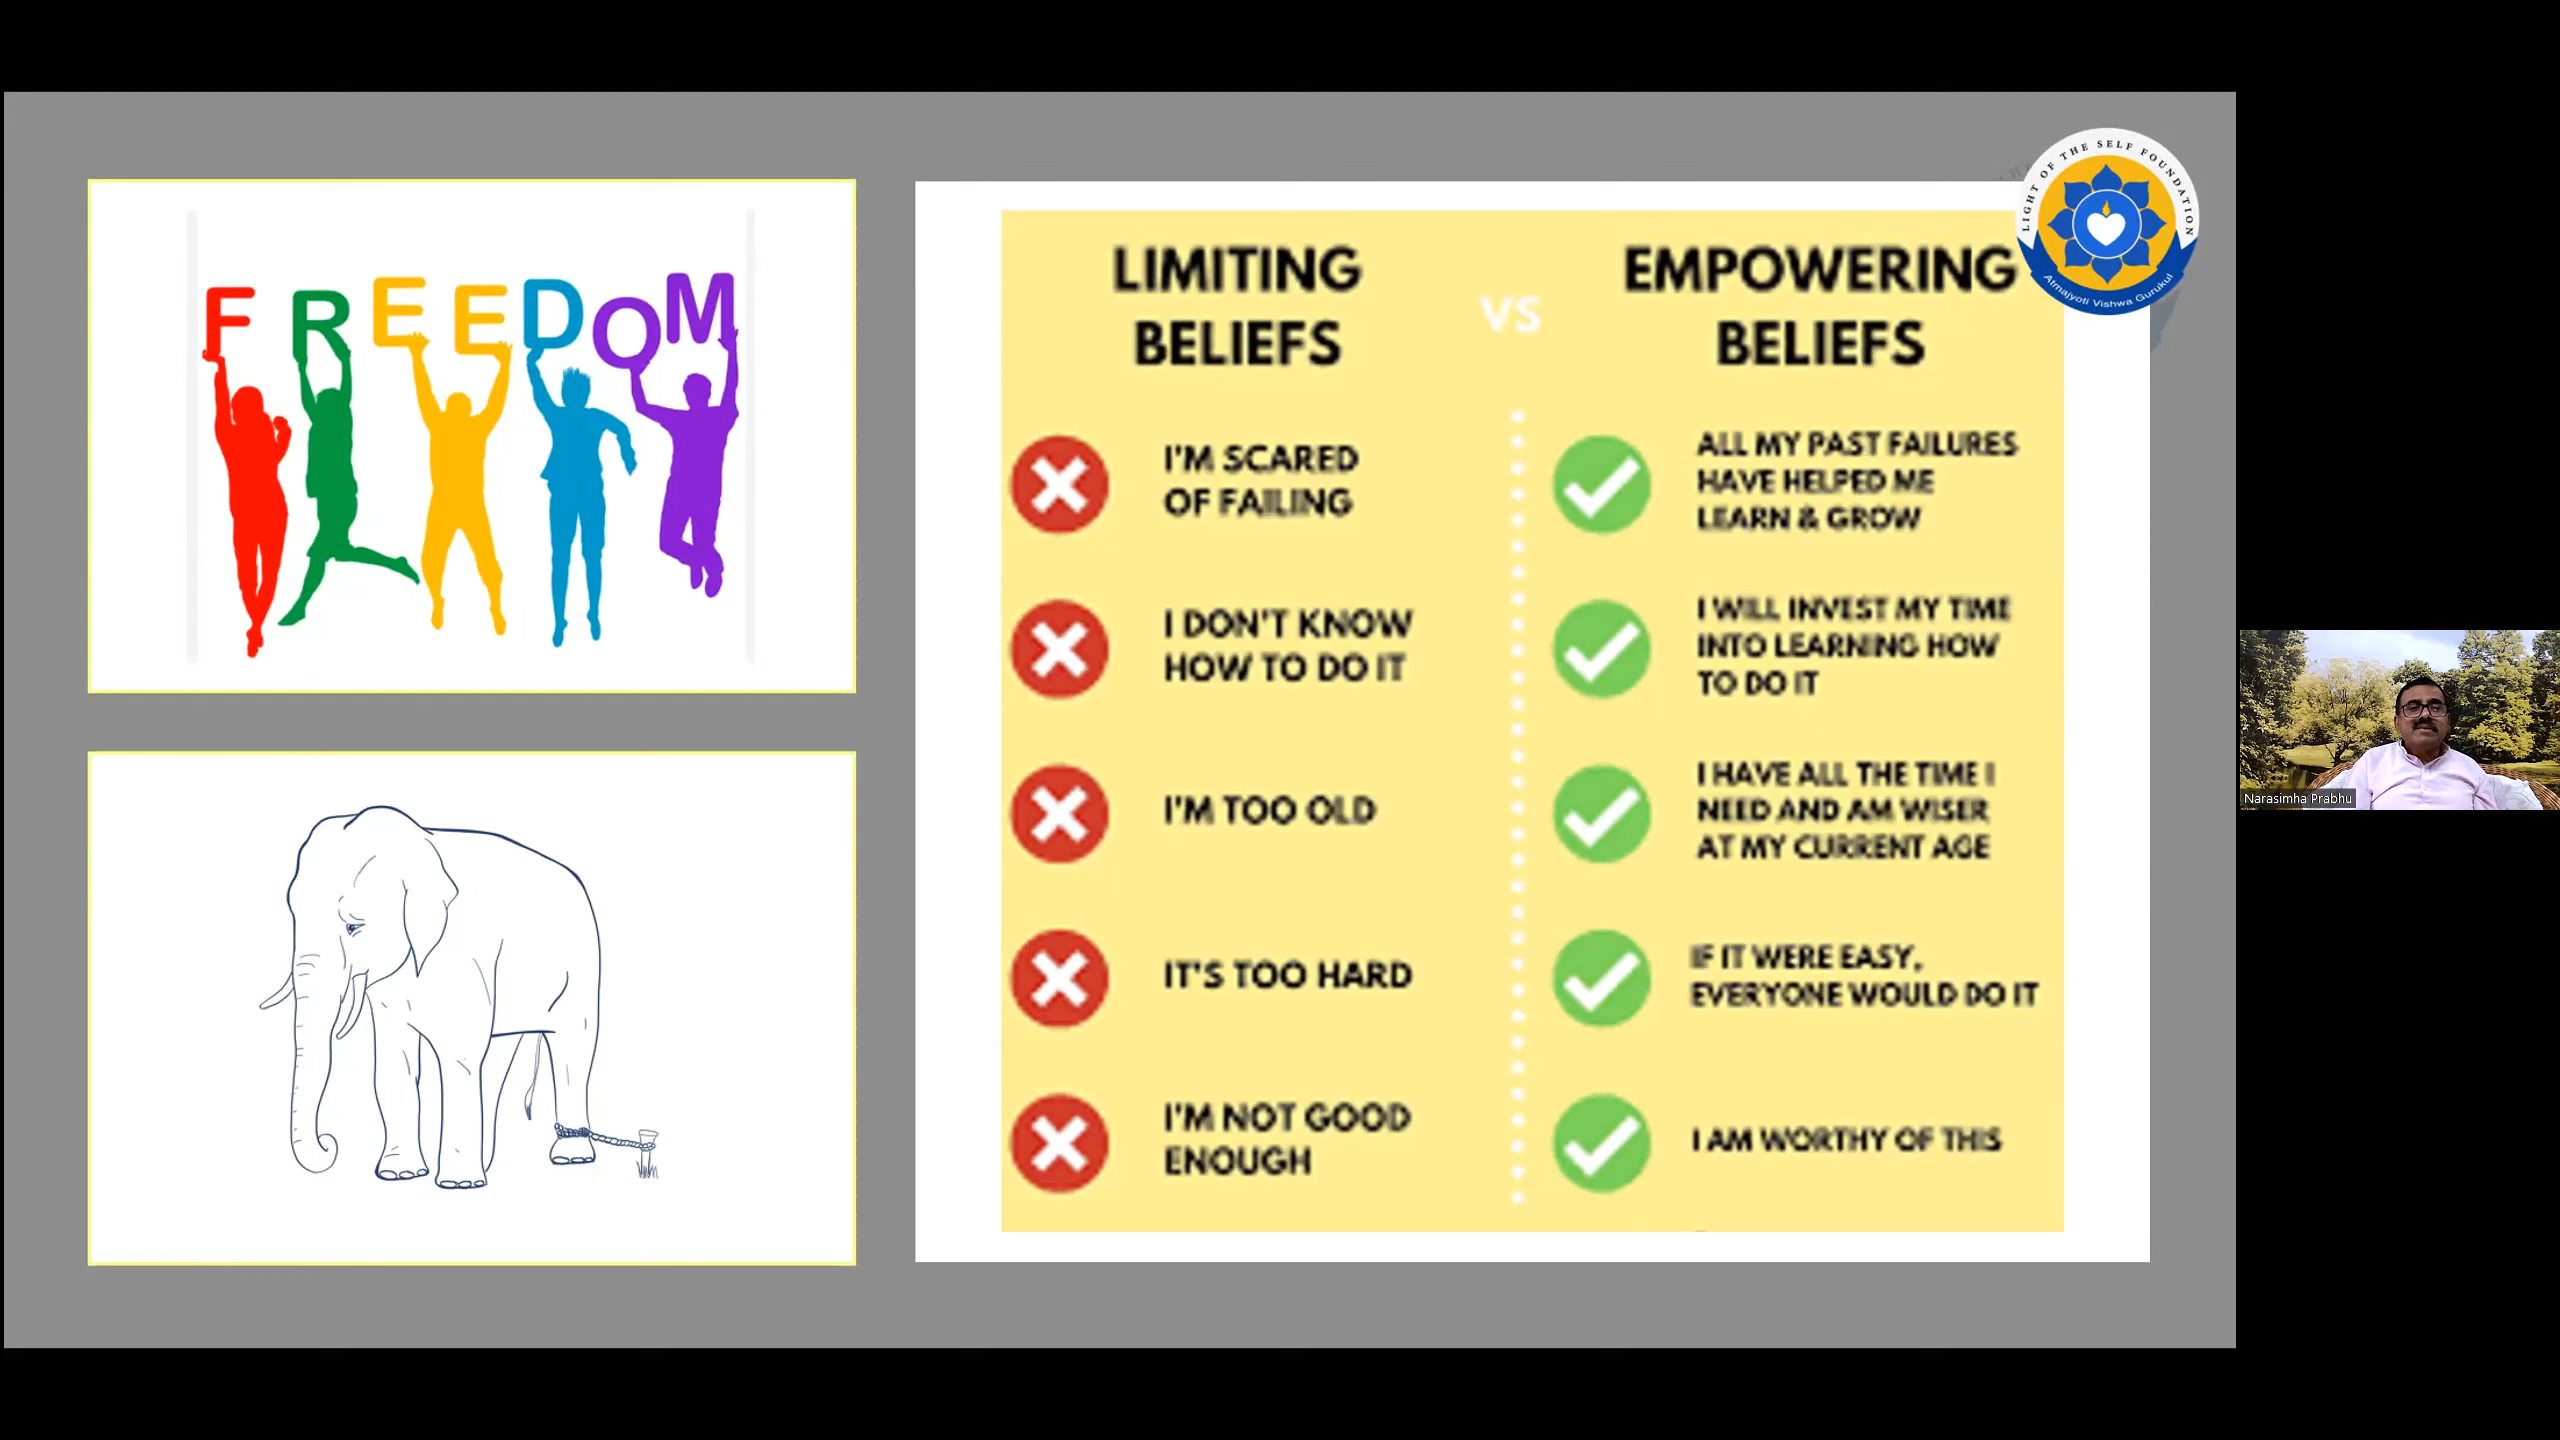 FREEDOM
LIMITING
BELIEFS
VS
EMPOWERING
BELIEFS
I'M SCARED
OF FAILING
ALL MY PAST FAILURES
HAVE HELPED ME
LEARN & GROW
I DON'T KNOW
HOW TO DO IT
I WILL INVEST MY TIME
INTO LEARNING HOW
TO DO IT
I'M TOO OLD
I HAVE ALL THE TIME I
NEED AND AM WISER
AT MY CURRENT AGE
IT'S TOO HARD
IF IT WERE EASY,
EVERYONE WOULD DO IT
I'M NOT GOOD
ENOUGH
I AM WORTHY OF THIS
LIGHT OF THE SELF FOUNDATION
Atmajyoti Vishwa Gurukul
Narasimha Prabhu